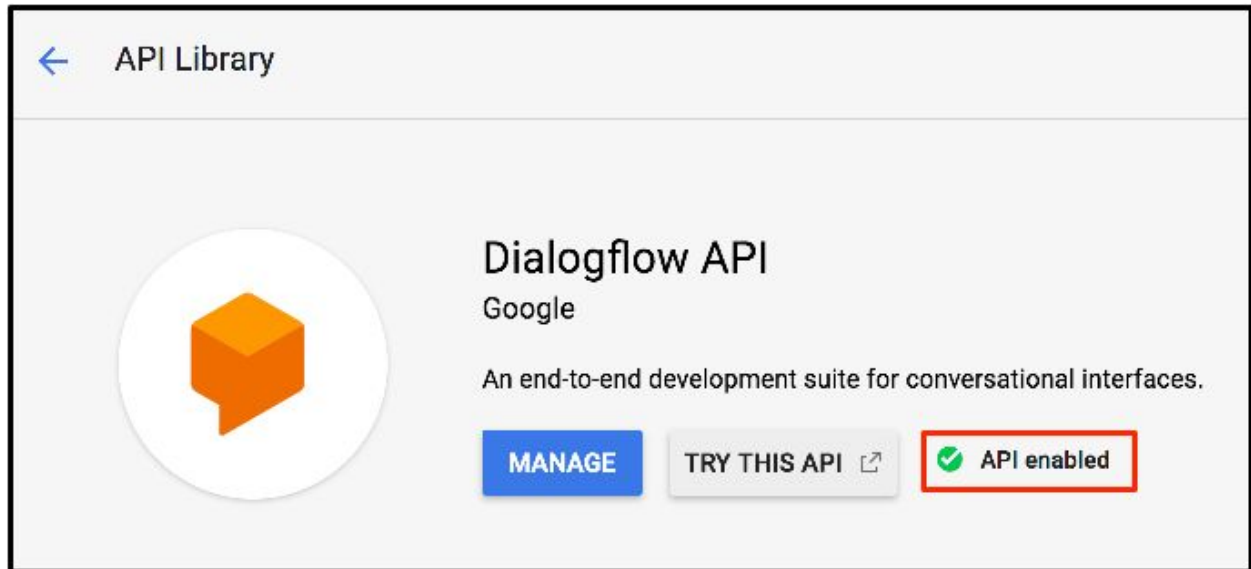 API Library
Dialogflow API
Google
An end-to-end development suite for conversational interfaces.
MANAGE
TRY THIS API
API enabled